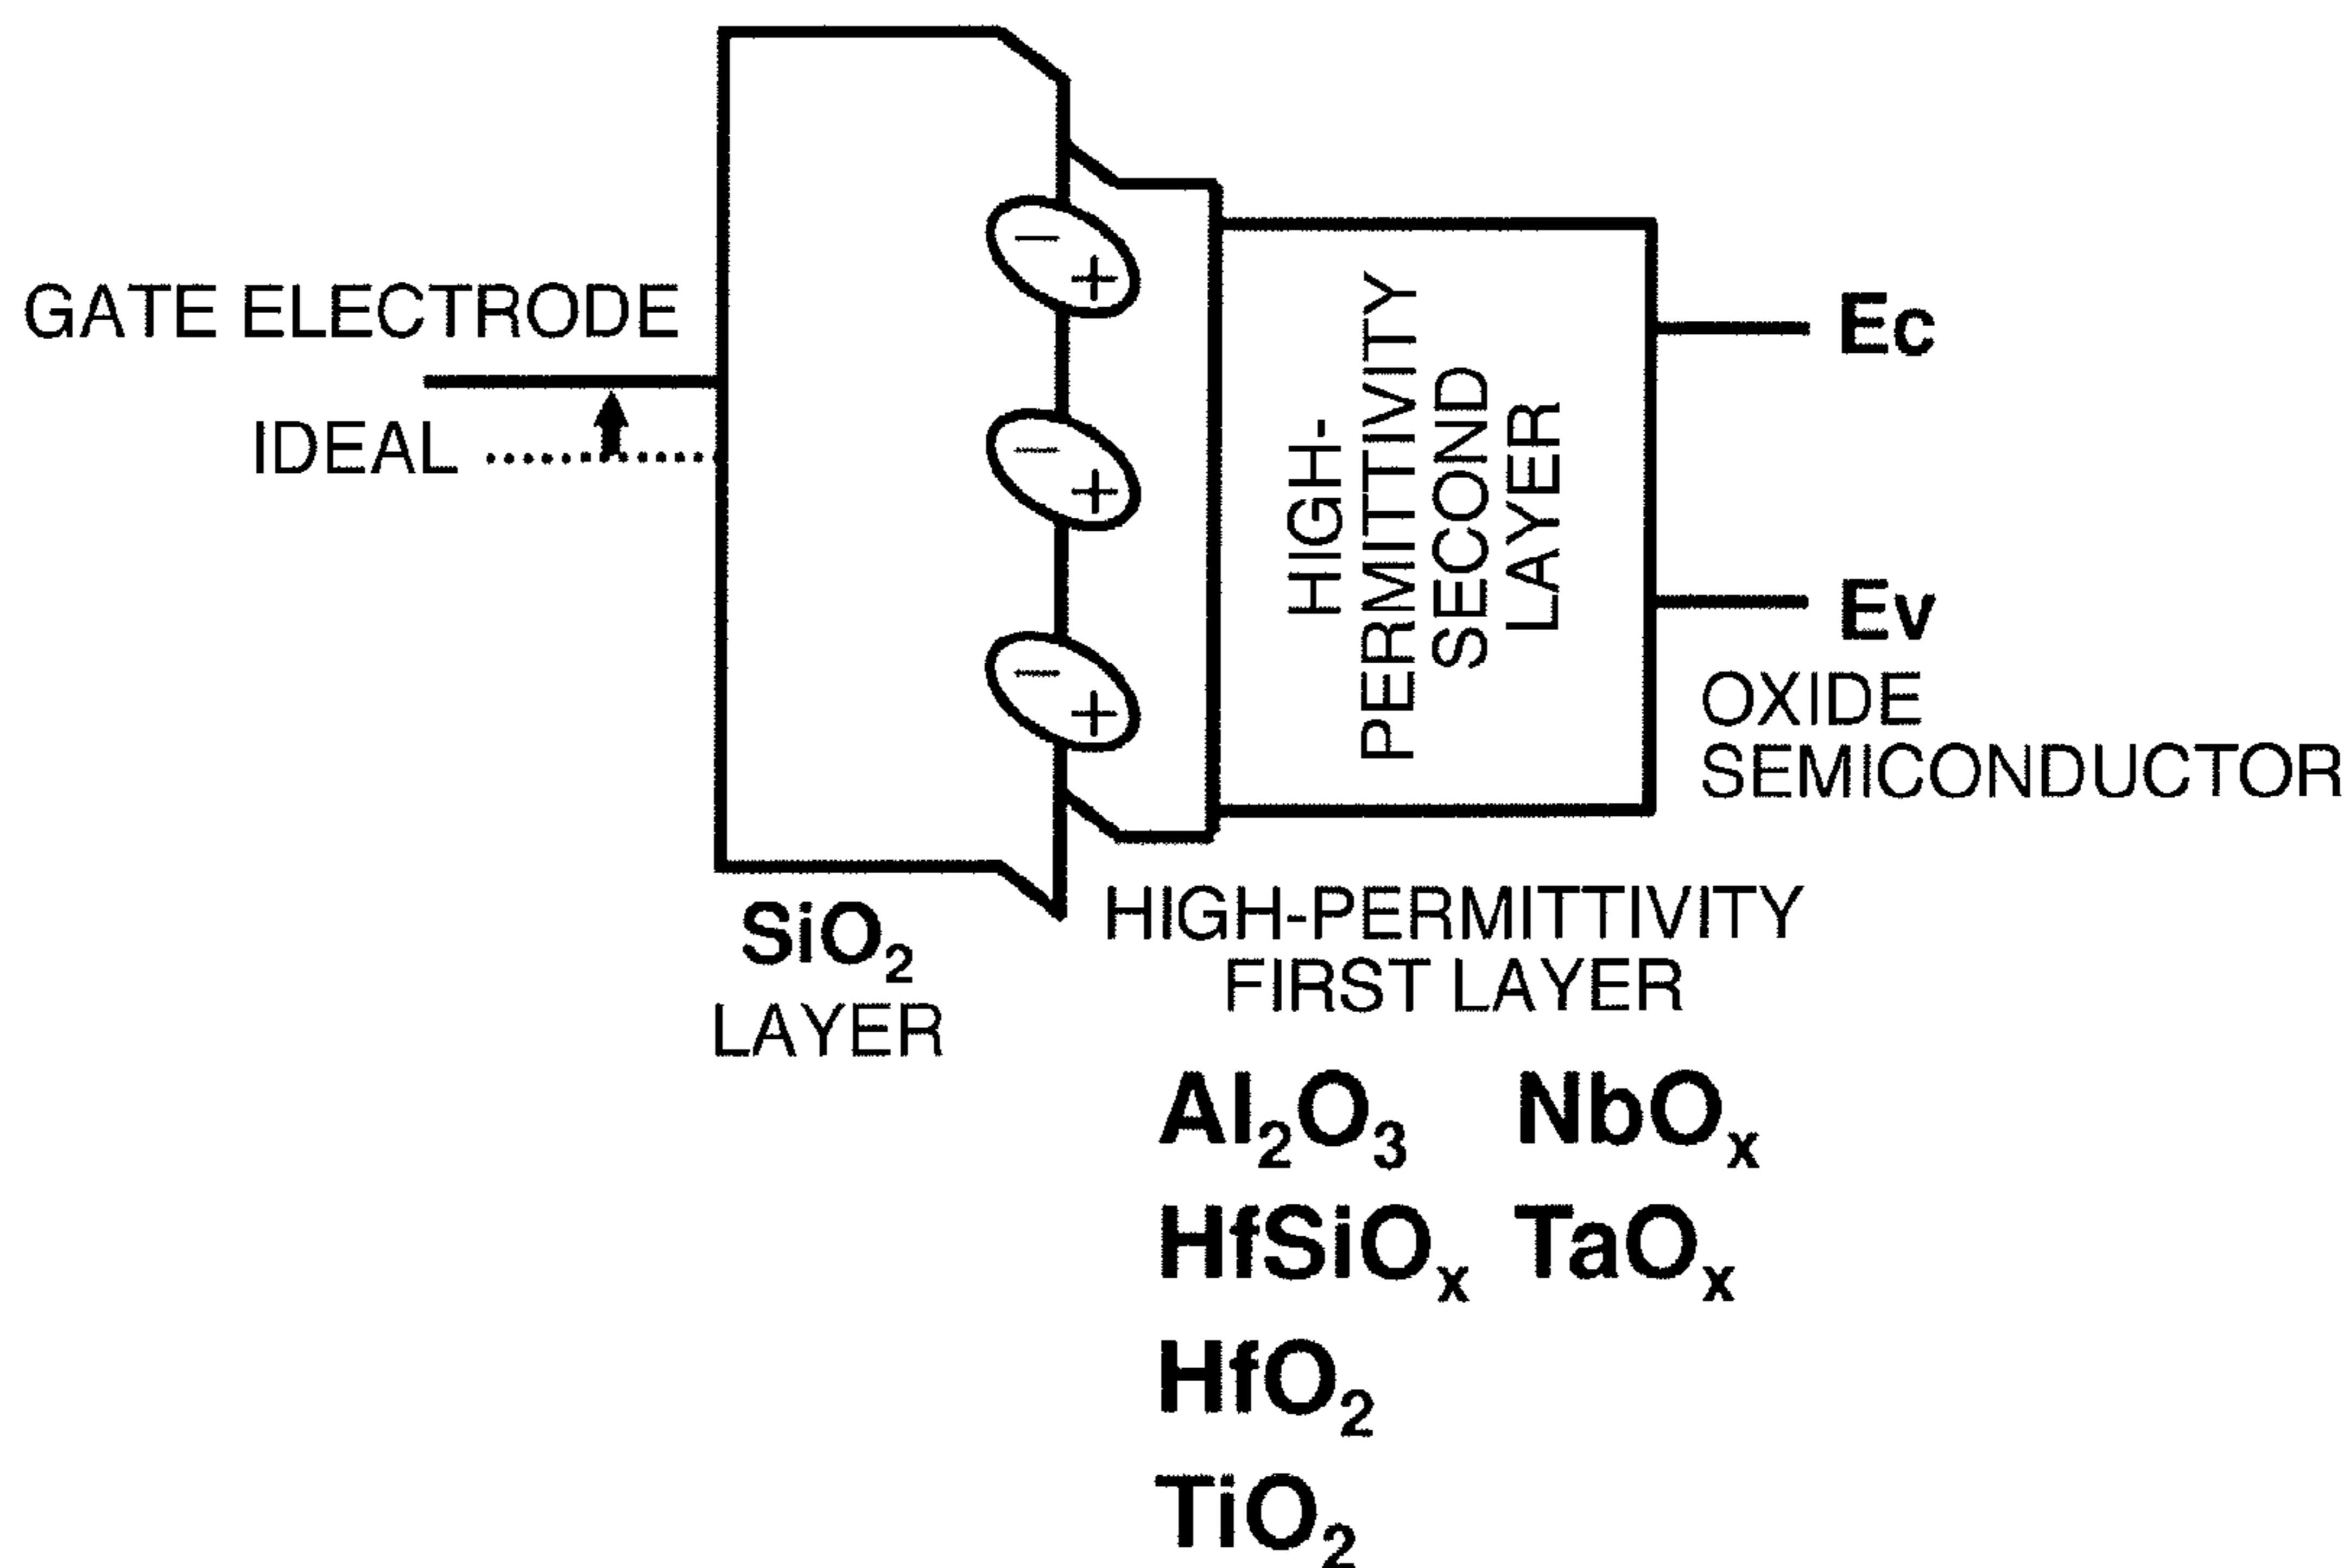 GATE ELECTRODE
IDEAL
−
+
−
+
−
+
HIGH-
PERMITTIVITY
SECOND
LAYER
Ec
Ev
OXIDE
SEMICONDUCTOR
SiO₂
LAYER
HIGH-PERMITTIVITY
FIRST LAYER
Al₂O₃ NbOₓ
HfSiOₓ TaOₓ
HfO₂
TiO₂